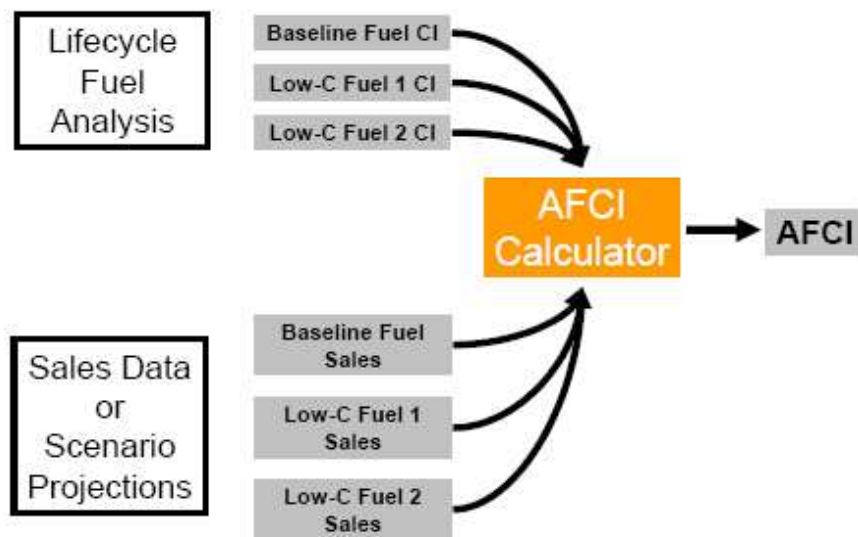 Lifecycle
Fuel
Analysis
Baseline Fuel CI
Low-C Fuel 1 CI
Low-C Fuel 2 CI
AFCI
Calculator
AFCI
Sales Data
or
Scenario
Projections
Baseline Fuel
Sales
Low-C Fuel 1
Sales
Low-C Fuel 2
Sales